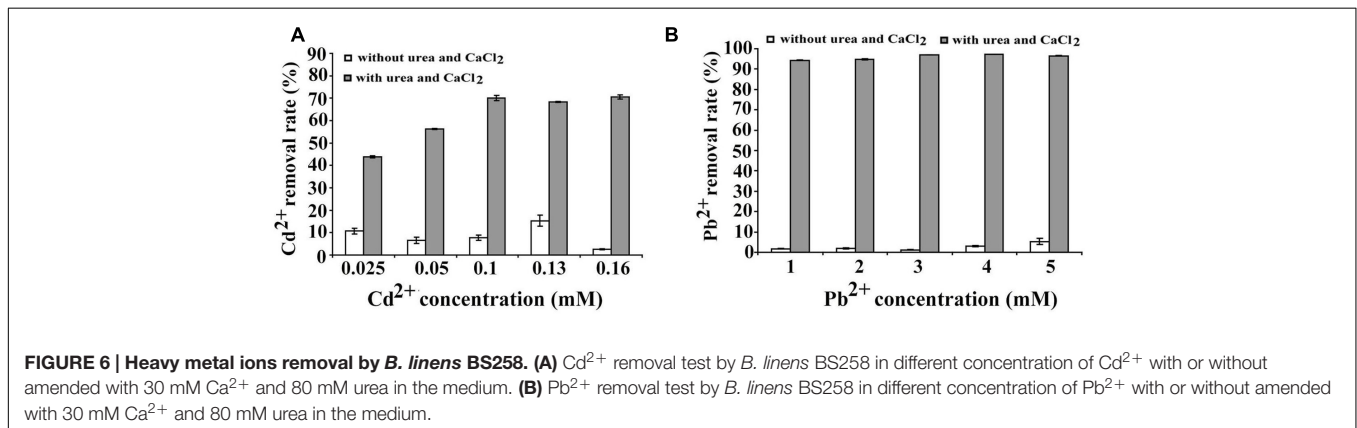 A
B
without urea and CaCl2
with urea and CaCl2
without urea and CaCl2
with urea and CaCl2
Cd2+ removal rate (%)
90
80
70
60
50
40
30
20
10
0
0.025 0.05 0.1 0.13 0.16
Cd2+ concentration (mM)
Pb2+ removal rate (%)
100
90
80
70
60
50
40
30
20
10
0
1 2 3 4 5
Pb2+ concentration (mM)
FIGURE 6 | Heavy metal ions removal by B. linens BS258. (A) Cd2+ removal test by B. linens BS258 in different concentration of Cd2+ with or without
amended with 30 mM Ca2+ and 80 mM urea in the medium. (B) Pb2+ removal test by B. linens BS258 in different concentration of Pb2+ with or without amended
with 30 mM Ca2+ and 80 mM urea in the medium.